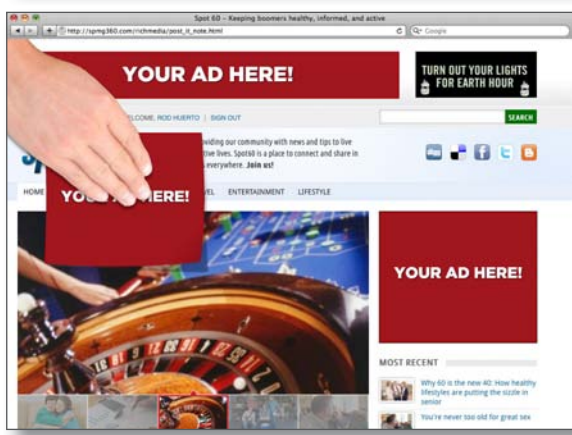 Spot 60 – Keeping boomers healthy, informed, and active
http://spmg360.com/richmedia/post_it_note.html
Google
YOUR AD HERE!
TURN OUT YOUR LIGHTS
FOR EARTH HOUR
WELCOME, ROD HUERTO | SIGN OUT
SEARCH
viding our community with news and tips to live
tive lives. Spot60 is a place to connect and share in
everywhere. Join us!
Sp
HOME
VEL ENTERTAINMENT LIFESTYLE
YOU HERE!
YOUR AD HERE!
MOST RECENT
Why 60 is the new 40: How healthy
lifestyles are putting the sizzle in
senior
You're never too old for great sex